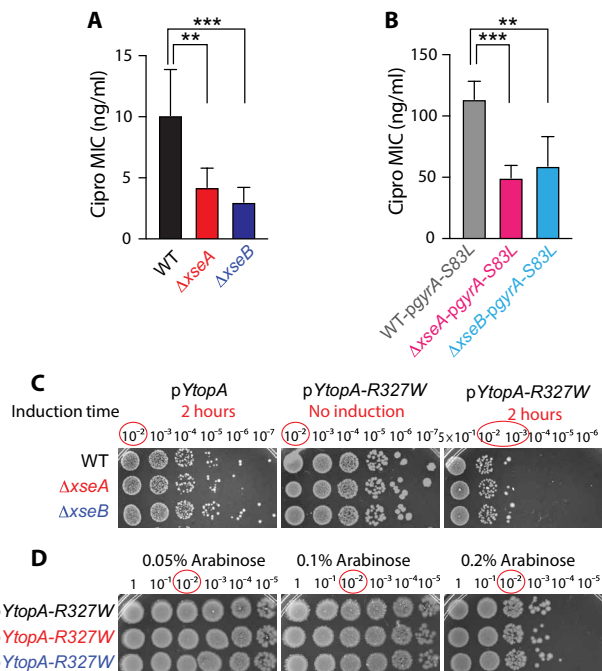 A
***
**
Cipro MIC (ng/ml)
15
10
5
0
WT
ΔxseA
ΔxseB
B
**
***
Cipro MIC (ng/ml)
150
100
50
0
WT-pgyrA-S83L
ΔxseA-pgyrA-S83L
ΔxseB-pgyrA-S83L
C
pYtopA pYtopA-R327W pYtopA-R327W
Induction time 2 hours No induction 2 hours
10⁻² 10⁻³ 10⁻⁴ 10⁻⁵ 10⁻⁶ 10⁻⁷ 10⁻² 10⁻³ 10⁻⁴ 10⁻⁵ 10⁻⁶ 10⁻⁷ 5×10⁻¹ 10⁻² 10⁻³ 10⁻⁴ 10⁻⁵ 10⁻⁶
WT
ΔxseA
ΔxseB
D
0.05% Arabinose 0.1% Arabinose 0.2% Arabinose
1 10⁻¹ 10⁻² 10⁻³ 10⁻⁴ 10⁻⁵ 1 10⁻¹ 10⁻² 10⁻³ 10⁻⁴ 10⁻⁵ 1 10⁻¹ 10⁻² 10⁻³ 10⁻⁴ 10⁻⁵
pYtopA-R327W
pYtopA-R327W
pYtopA-R327W